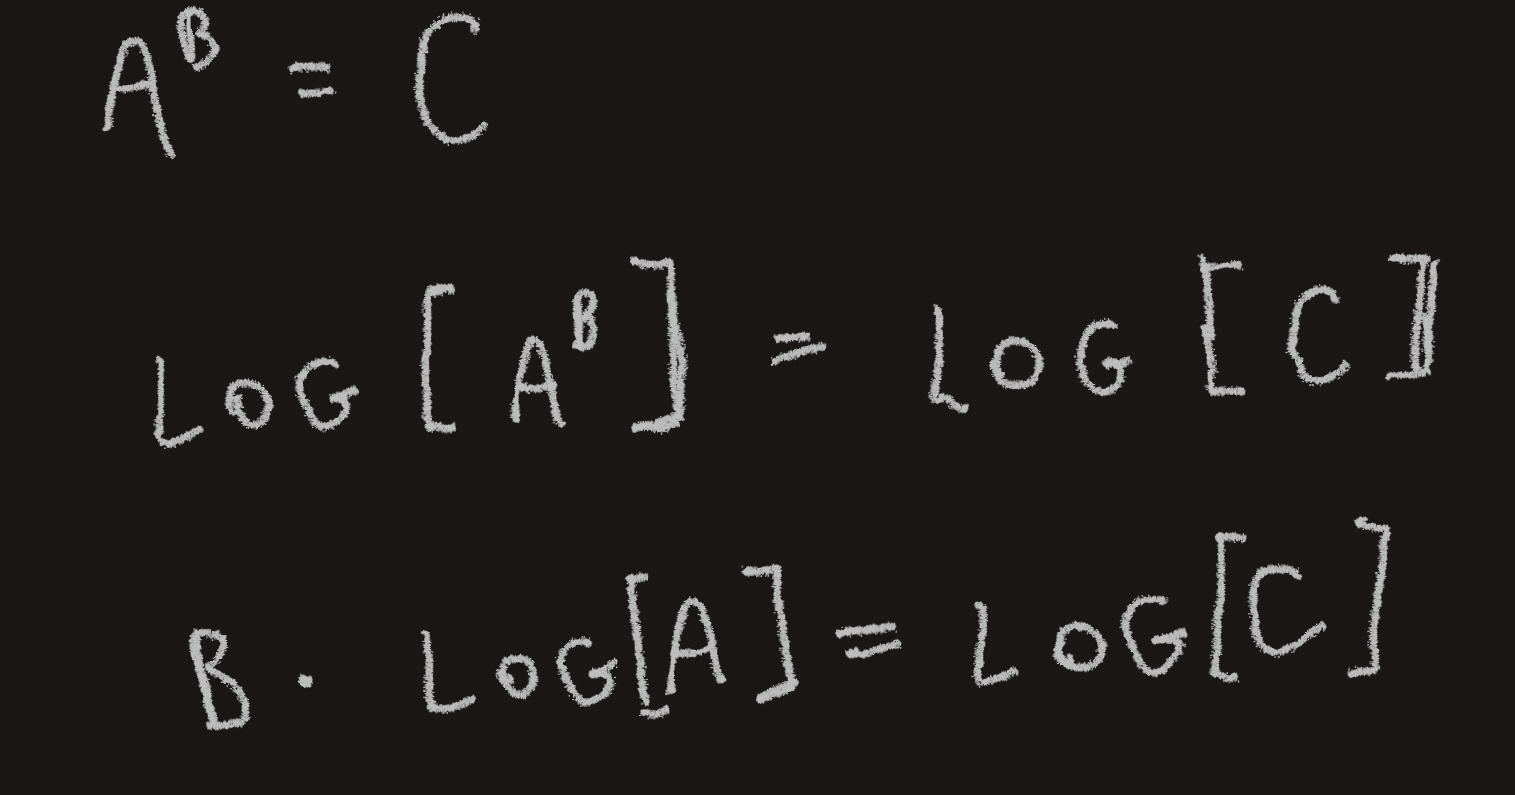 A^B = C
LOG [A^B] = LOG [C]
B · LOG[A] = LOG[C]